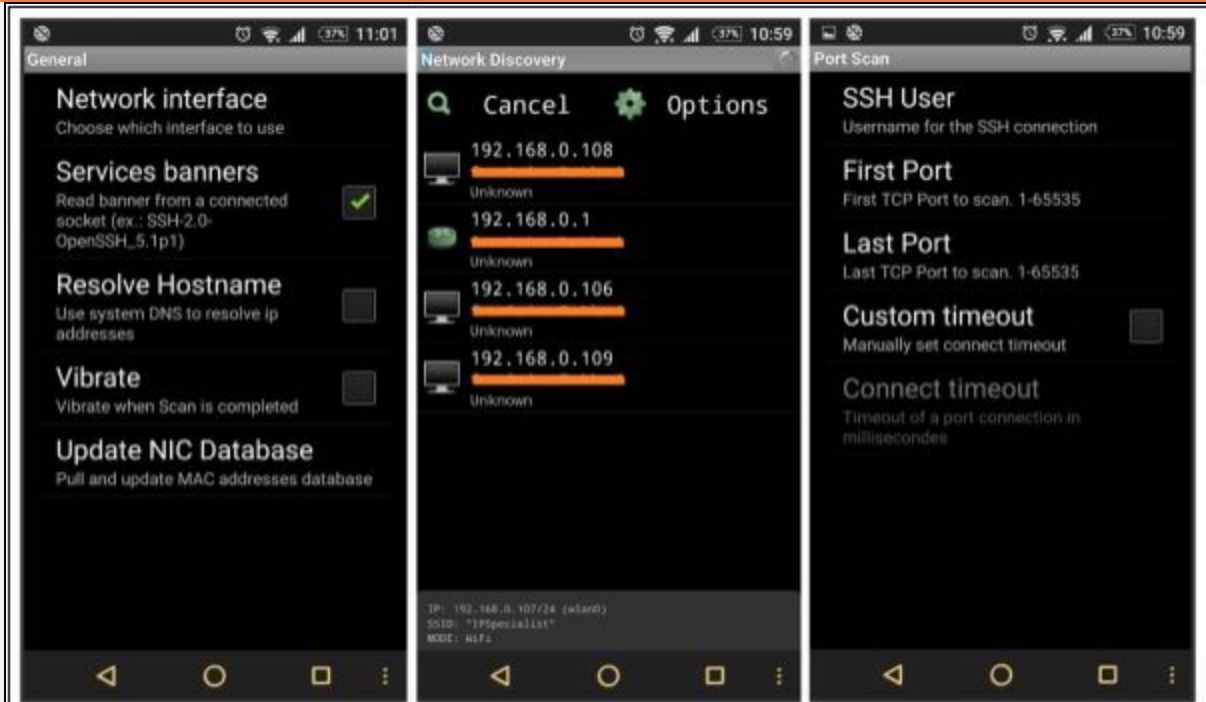 37% 11:01
General
Network interface
Choose which interface to use
Services banners
Read banner from a connected
socket (ex.: SSH-2.0-
OpenSSH_5.1p1)
Resolve Hostname
Use system DNS to resolve ip
addresses
Vibrate
Vibrate when Scan is completed
Update NIC Database
Pull and update MAC addresses database
37% 10:59
Network Discovery
Cancel Options
192.168.0.108
Unknown
192.168.0.1
Unknown
192.168.0.106
Unknown
192.168.0.109
Unknown
IP: 192.168.0.107/24 (wlan0)
SSID: "IPSpecialist"
MODE: WiFi
37% 10:59
Port Scan
SSH User
Username for the SSH connection
First Port
First TCP Port to scan. 1-65535
Last Port
Last TCP Port to scan. 1-65535
Custom timeout
Manually set connect timeout
Connect timeout
Timeout of a port connection in
millisecondes